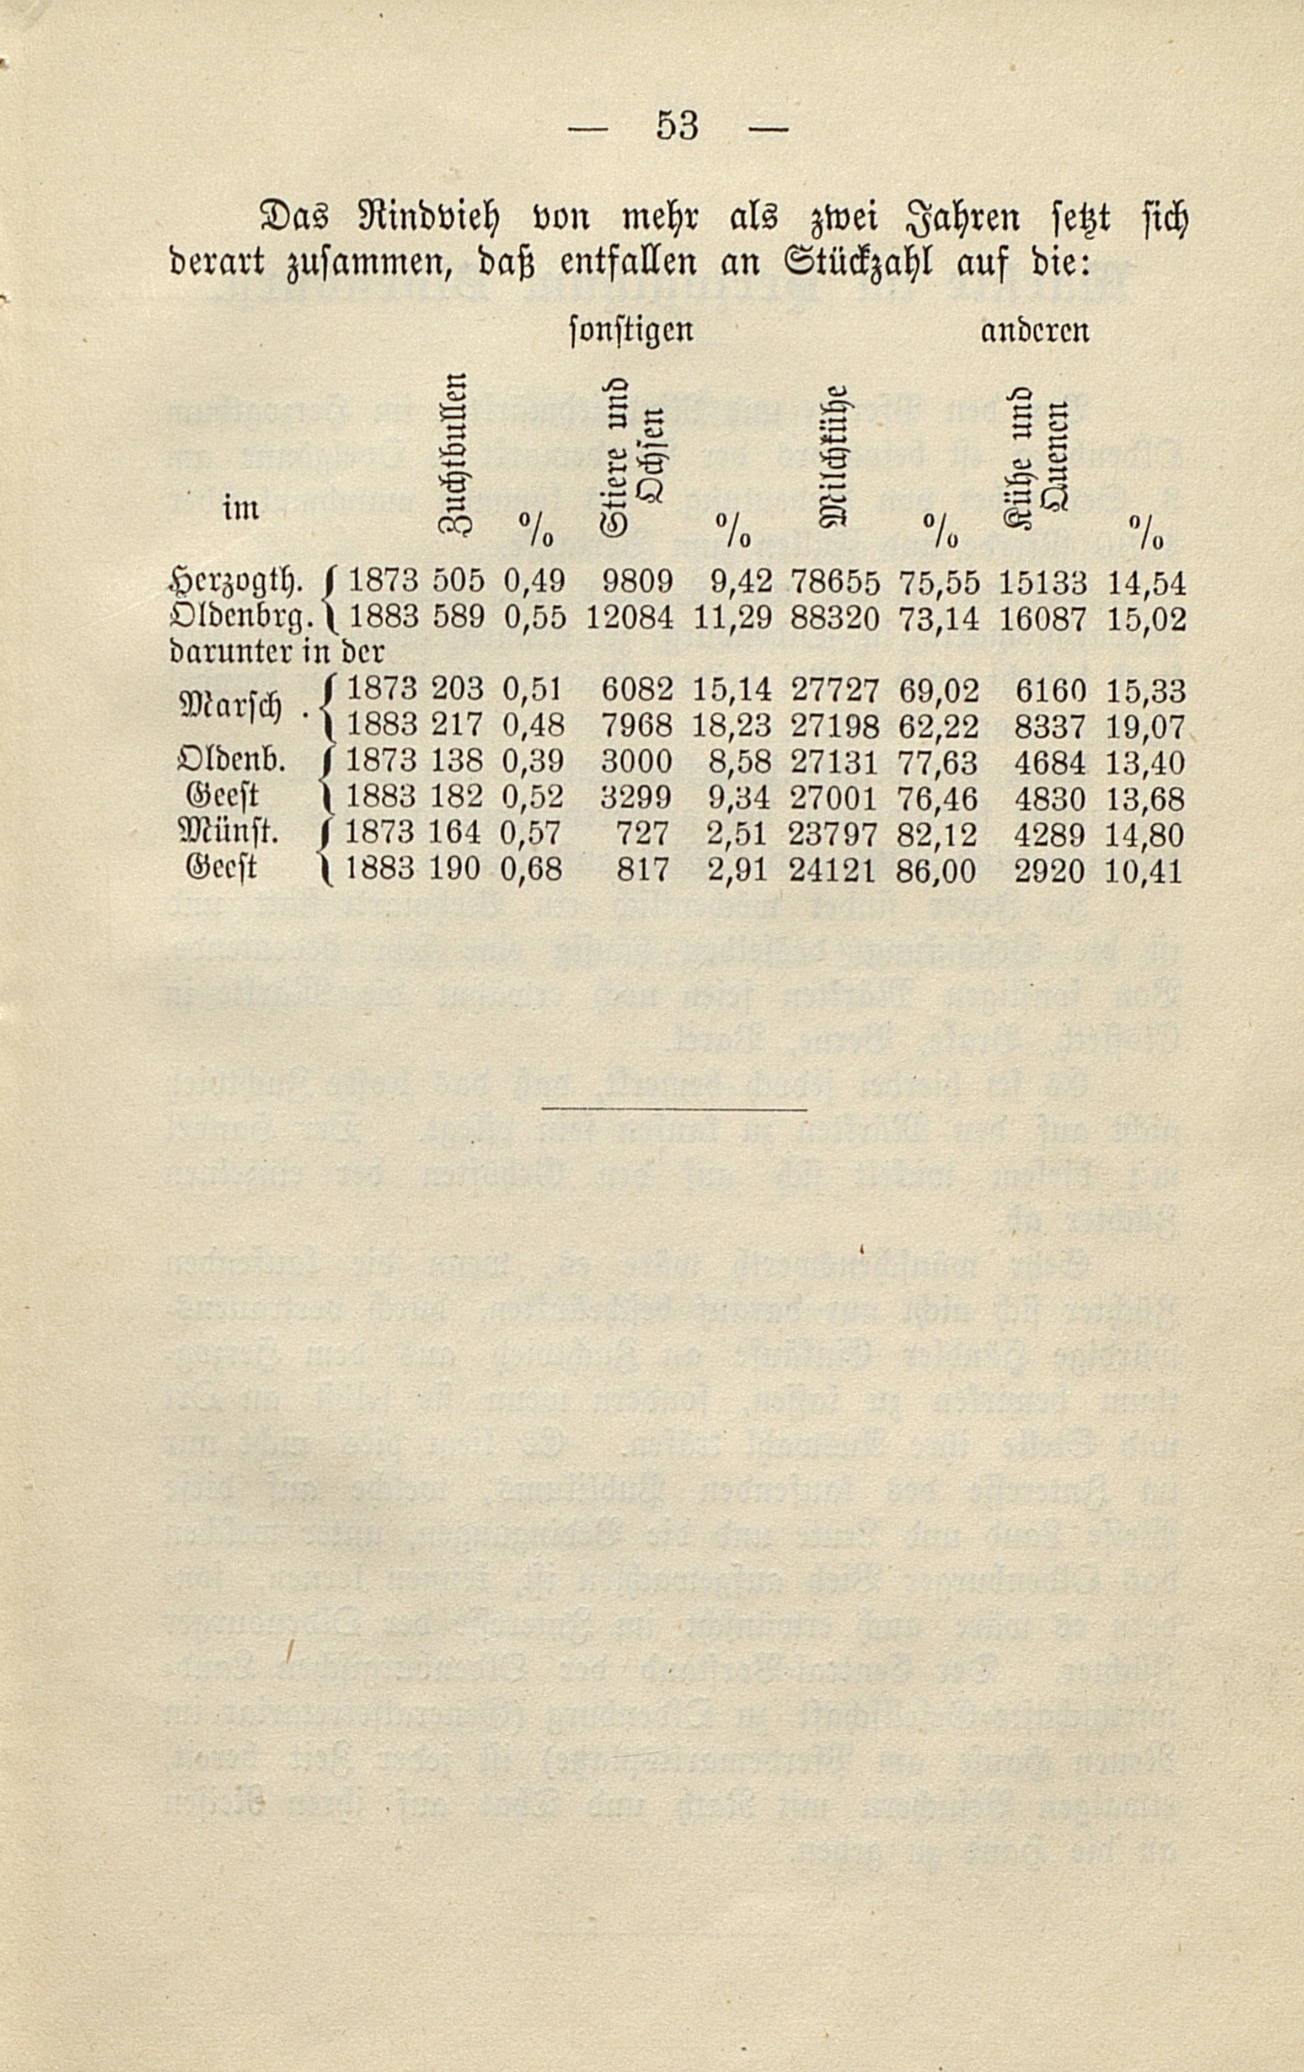 — 53 —
Das Rindvieh von mehr als zwei Jahren setzt sich
derart zusammen, daß entfallen an Stückzahl auf die:
sonstigen anderen
im Zuchtbullen % Stiere und Ochsen % Milchkühe % Kühe und Quenen %
Herzogth. { 1873 505 0,49 9809 9,42 78655 75,55 15133 14,54
Oldenbrg. { 1883 589 0,55 12084 11,29 88320 73,14 16087 15,02
darunter in der
Marsch . { 1873 203 0,51 6082 15,14 27727 69,02 6160 15,33
1883 217 0,48 7968 18,23 27198 62,22 8337 19,07
Oldenb. { 1873 138 0,39 3000 8,58 27131 77,63 4684 13,40
Geest { 1883 182 0,52 3299 9,34 27001 76,46 4830 13,68
Münst. { 1873 164 0,57 727 2,51 23797 82,12 4289 14,80
Geest { 1883 190 0,68 817 2,91 24121 86,00 2920 10,41